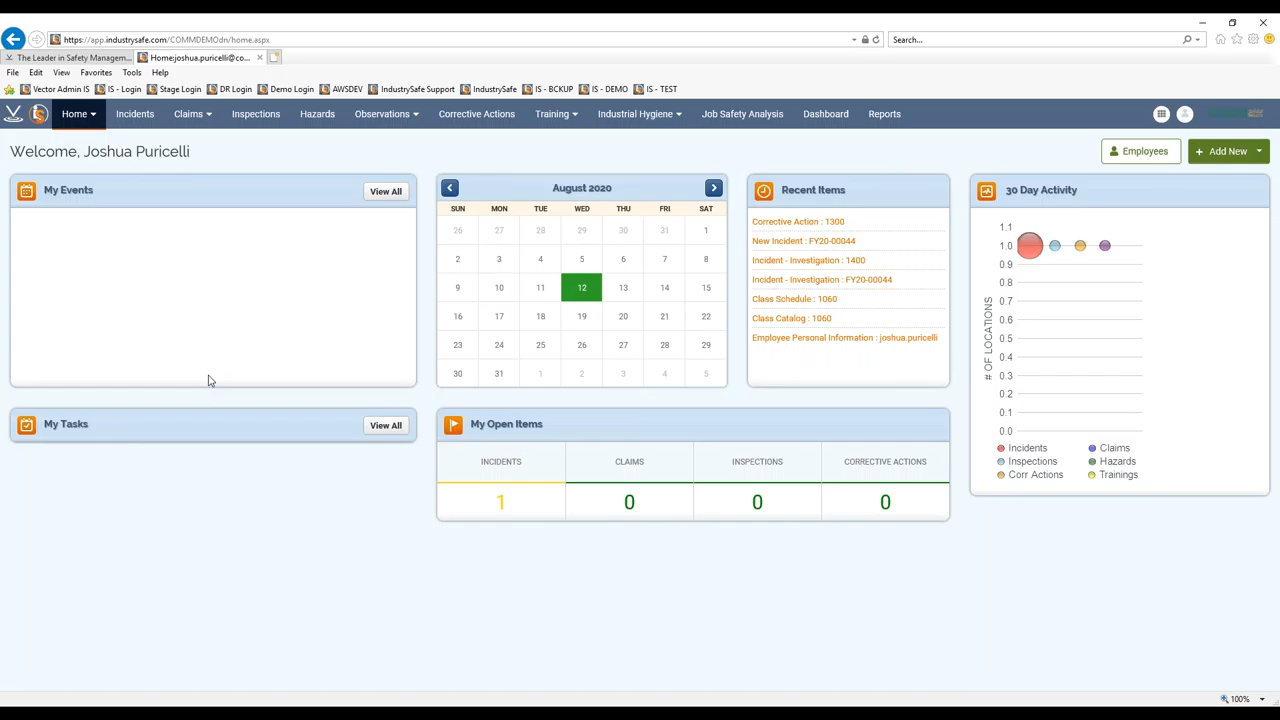 https://app.industrysafe.com/COMMDEMOdn/home.aspx
Search...
The Leader in Safety Managem...
Home:joshua.puricelli@co...
File Edit View Favorites Tools Help
Vector Admin IS IS - Login Stage Login DR Login Demo Login AWSDEV IndustrySafe Support IndustrySafe IS - BCKUP IS - DEMO IS - TEST
Home Incidents Claims Inspections Hazards Observations Corrective Actions Training Industrial Hygiene Job Safety Analysis Dashboard Reports
Welcome, Joshua Puricelli
Employees
+ Add New
My Events
View All
August 2020
SUN MON TUE WED THU FRI SAT
26 27 28 29 30 31 1
2 3 4 5 6 7 8
9 10 11 12 13 14 15
16 17 18 19 20 21 22
23 24 25 26 27 28 29
30 31 1 2 3 4 5
Recent Items
Corrective Action : 1300
New Incident : FY20-00044
Incident - Investigation : 1400
Incident - Investigation : FY20-00044
Class Schedule : 1060
Class Catalog : 1060
Employee Personal Information : joshua.puricelli
30 Day Activity
1.1
1.0
0.9
0.8
0.7
0.6
0.5
0.4
0.3
0.2
0.1
0.0
# OF LOCATIONS
Incidents Claims
Inspections Hazards
Corr Actions Trainings
My Tasks
View All
My Open Items
INCIDENTS CLAIMS INSPECTIONS CORRECTIVE ACTIONS
1 0 0 0
100%